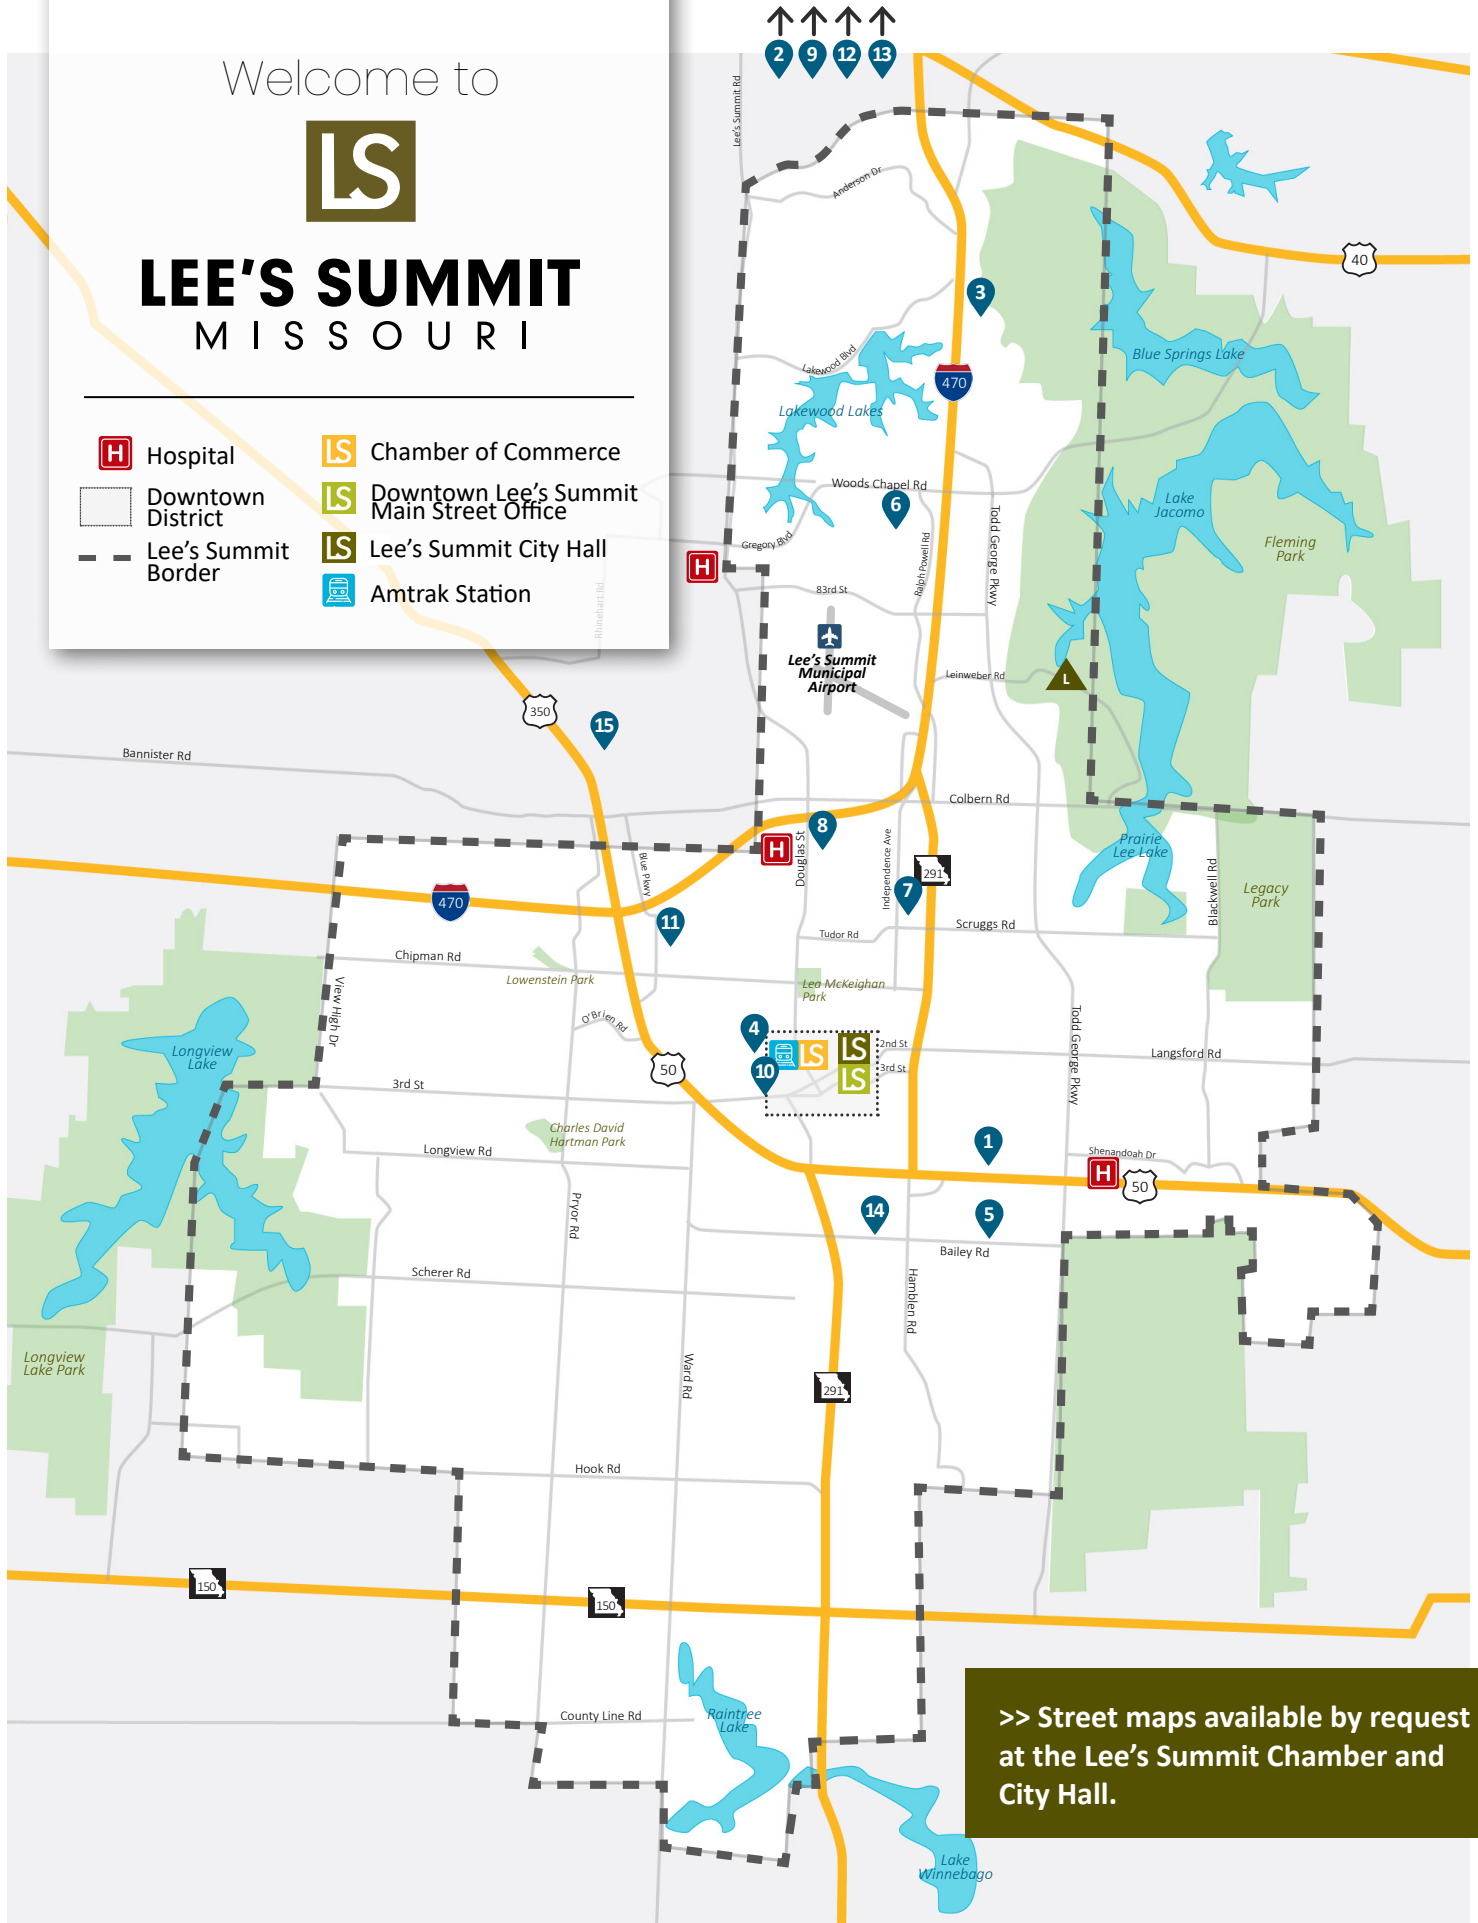 2 9 12 13
Welcome to
LS
LEE'S SUMMIT
MISSOURI
H Hospital
Downtown
District
Lee's Summit
Border
LS Chamber of Commerce
LS Downtown Lee's Summit
Main Street Office
LS Lee's Summit City Hall
Amtrak Station
Lee's Summit Rd
Anderson Dr
40
3
Blue Springs Lake
Lakewood Blvd
470
Lakewood Lakes
Woods Chapel Rd
6
Lake
Jacomo
Todd George Pkwy
Gregory Blvd
Ralph Powell Rd
Fleming
Park
H
83rd St
Rhinehart Rd
Lee's Summit
Municipal
Airport
Leinweber Rd
L
350
15
Bannister Rd
Colbern Rd
8
H
Douglas St
Independence Ave
Prairie
Lee Lake
Blue Pkwy
291
7
Blackwell Rd
Legacy
Park
470
11
Tudor Rd
Scruggs Rd
Chipman Rd
Lowenstein Park
Lea McKeighan
Park
View High Dr
O'Brien Rd
4
LS
LS
2nd St
Todd George Pkwy
Langsford Rd
Longview
Lake
50
10
LS
3rd St
3rd St
Charles David
Hartman Park
Longview Rd
1
Shenandoah Dr
H
50
Pryor Rd
14
5
Bailey Rd
Scherer Rd
Hamblen Rd
Longview
Lake Park
Ward Rd
291
Hook Rd
150
150
County Line Rd
Raintree
Lake
>> Street maps available by request
at the Lee's Summit Chamber and
City Hall.
Lake
Winnebago